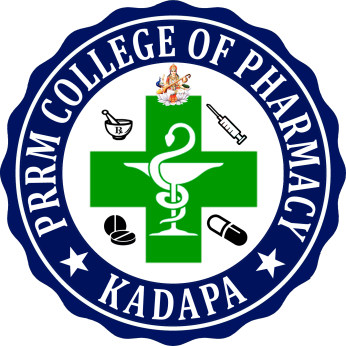 PRRM COLLEGE OF PHARMACY
℞
KADAPA